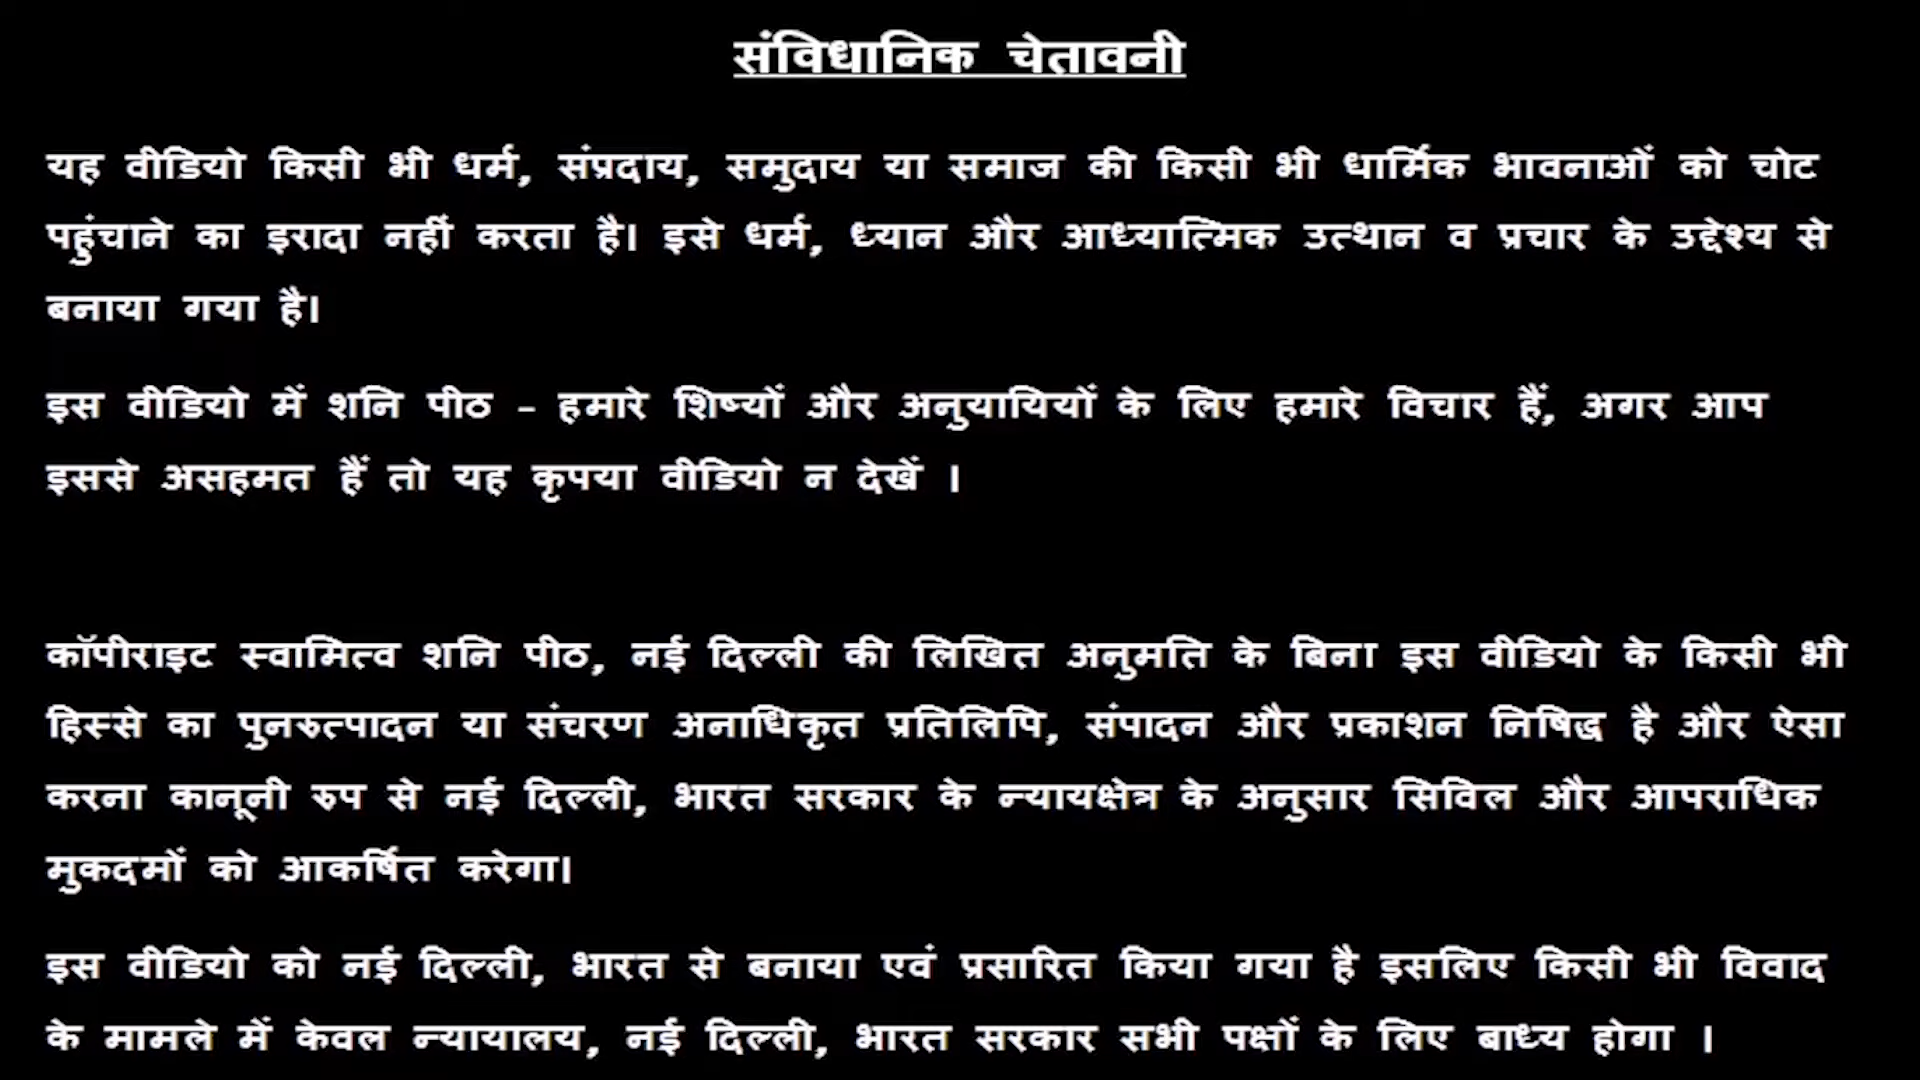 संविधानिक चेतावनी
यह वीडियो किसी भी धर्म, संप्रदाय, समुदाय या समाज की किसी भी धार्मिक भावनाओं को चोट
पहुंचाने का इरादा नहीं करता है। इसे धर्म, ध्यान और आध्यात्मिक उत्थान व प्रचार के उद्देश्य से
बनाया गया है।
इस वीडियो में शनि पीठ – हमारे शिष्यों और अनुयायियों के लिए हमारे विचार हैं, अगर आप
इससे असहमत हैं तो यह कृपया वीडियो न देखें ।
कॉपीराइट स्वामित्व शनि पीठ, नई दिल्ली की लिखित अनुमति के बिना इस वीडियो के किसी भी
हिस्से का पुनरुत्पादन या संचरण अनाधिकृत प्रतिलिपि, संपादन और प्रकाशन निषिद्ध है और ऐसा
करना कानूनी रुप से नई दिल्ली, भारत सरकार के न्यायक्षेत्र के अनुसार सिविल और आपराधिक
मुकदमों को आकर्षित करेगा।
इस वीडियो को नई दिल्ली, भारत से बनाया एवं प्रसारित किया गया है इसलिए किसी भी विवाद
के मामले में केवल न्यायालय, नई दिल्ली, भारत सरकार सभी पक्षों के लिए बाध्य होगा ।